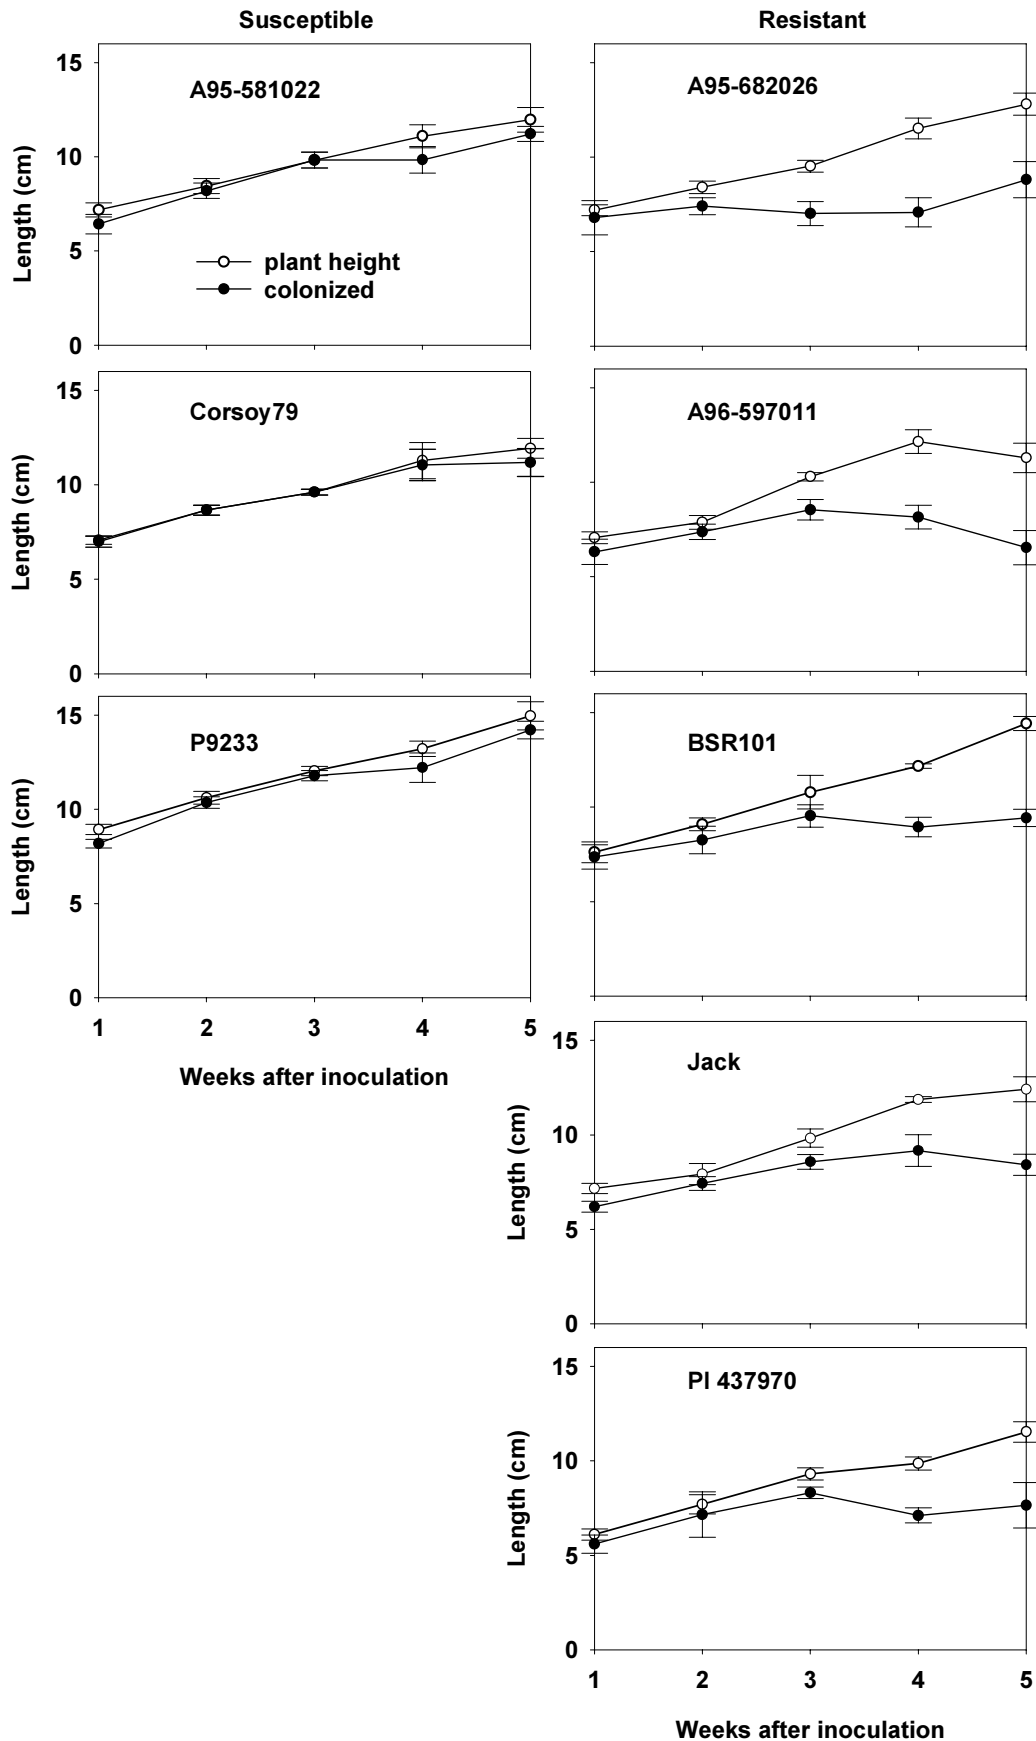 Susceptible
Resistant
15
10
5
0
Length (cm)
A95-581022
plant height
colonized
A95-682026
15
10
5
0
Length (cm)
Corsoy79
A96-597011
15
10
5
0
Length (cm)
P9233
1 2 3 4 5
Weeks after inoculation
BSR101
15
10
5
0
Length (cm)
Jack
15
10
5
0
Length (cm)
PI 437970
1 2 3 4 5
Weeks after inoculation